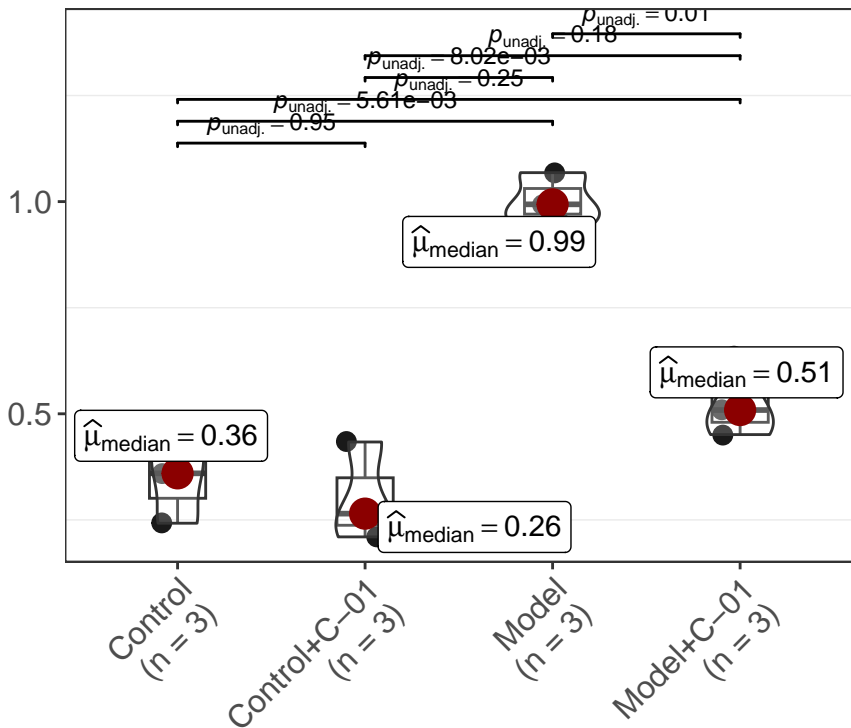 p unadj. = 0.01
p unadj. = 0.18
p unadj. = 8.02e−03
p unadj. = 0.25
p unadj. = 5.61e−03
p unadj. = 0.95
1.0
0.5
μ̂ median = 0.99
μ̂ median = 0.51
μ̂ median = 0.36
μ̂ median = 0.26
Control
(n = 3)
Control+C−01
(n = 3)
Model
(n = 3)
Model+C−01
(n = 3)